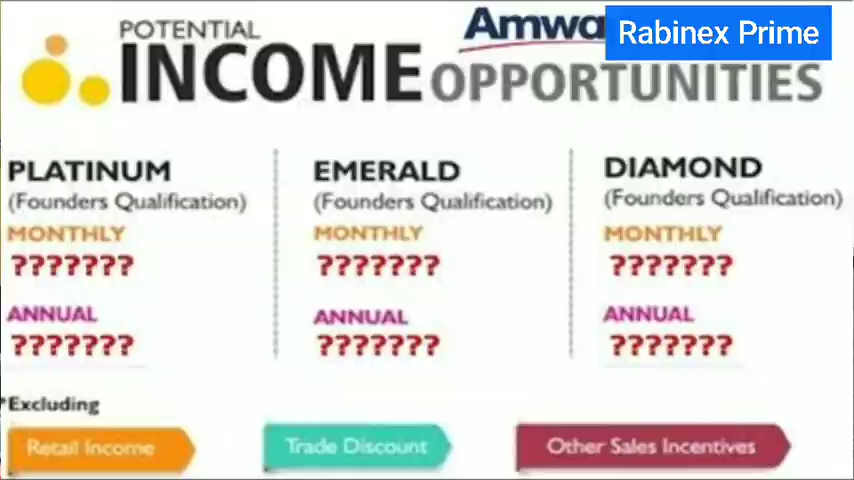 POTENTIAL
Amwa
Rabinex Prime
INCOME OPPORTUNITIES
PLATINUM
(Founders Qualification)
MONTHLY
???????
ANNUAL
???????
EMERALD
(Founders Qualification)
MONTHLY
???????
ANNUAL
???????
DIAMOND
(Founders Qualification)
MONTHLY
???????
ANNUAL
???????
*Excluding
Retail Income
Trade Discount
Other Sales Incentives